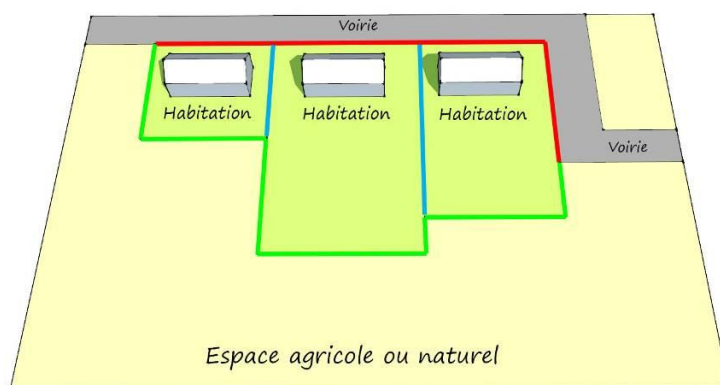 Voirie
Habitation
Habitation
Habitation
Voirie
Espace agricole ou naturel